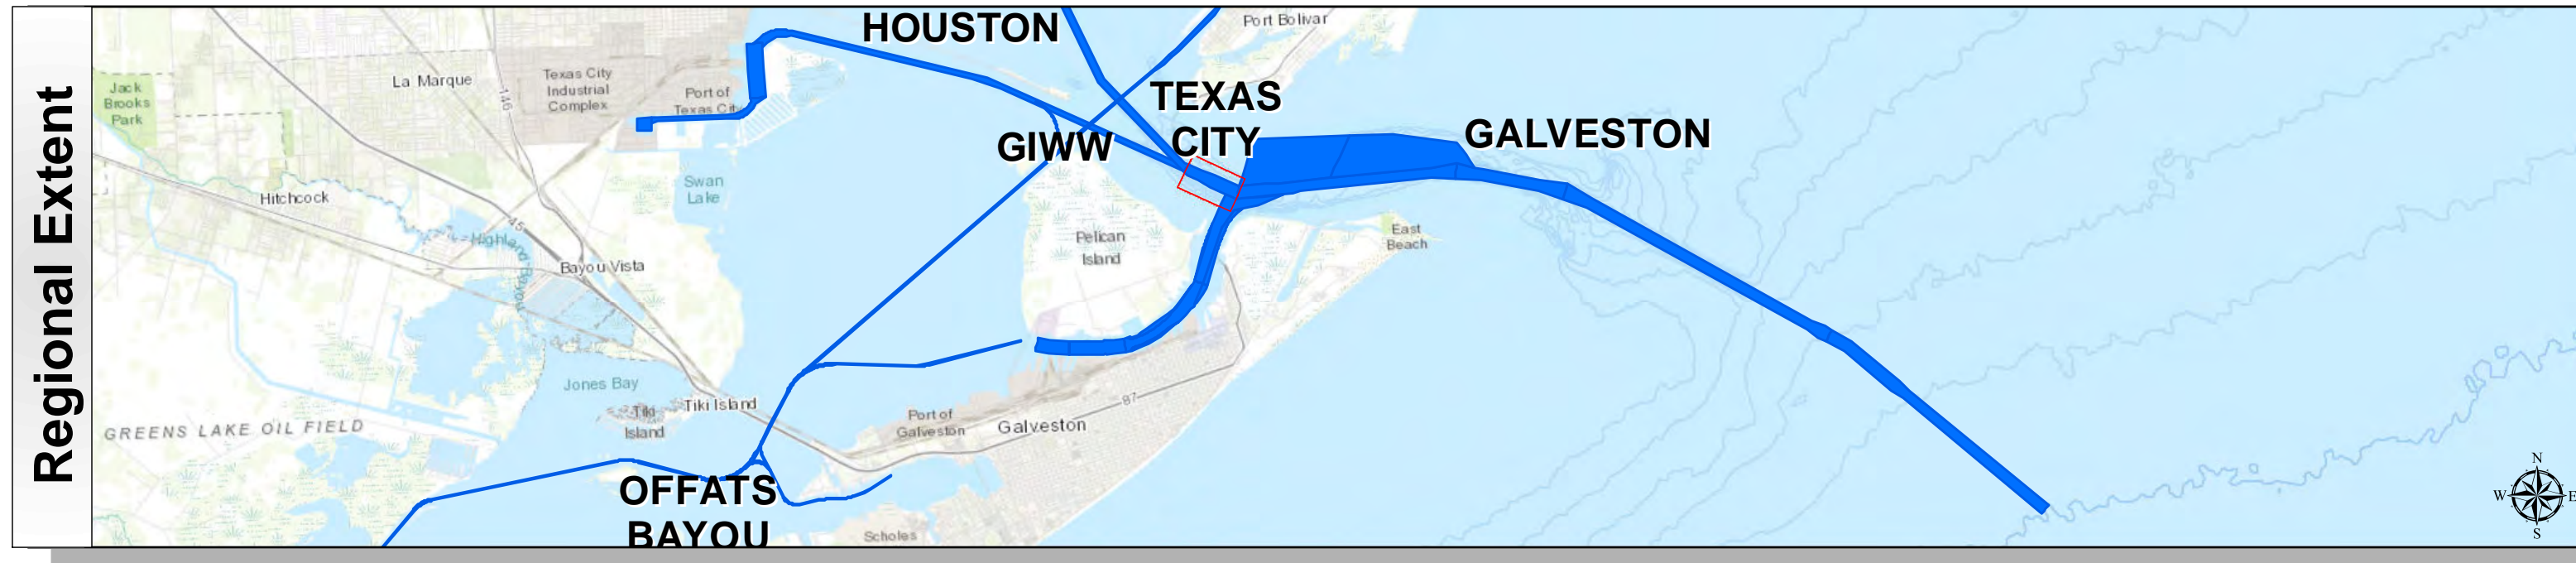 Regional Extent
HOUSTON
Port Bolivar
La Marque
146
Texas City
Industrial
Complex
Port of
Texas City
TEXAS
CITY
Jack
Brooks
Park
GIWW
GALVESTON
Swan
Lake
Hitchcock
45
Highland Bayou
Bayou Vista
Pelican
Island
East
Beach
Jones Bay
Tiki
Island
Tiki Island
87
Port of
Galveston
Galveston
GREENS LAKE OIL FIELD
OFFATS
BAYOU
Scholes
N
W
E
S